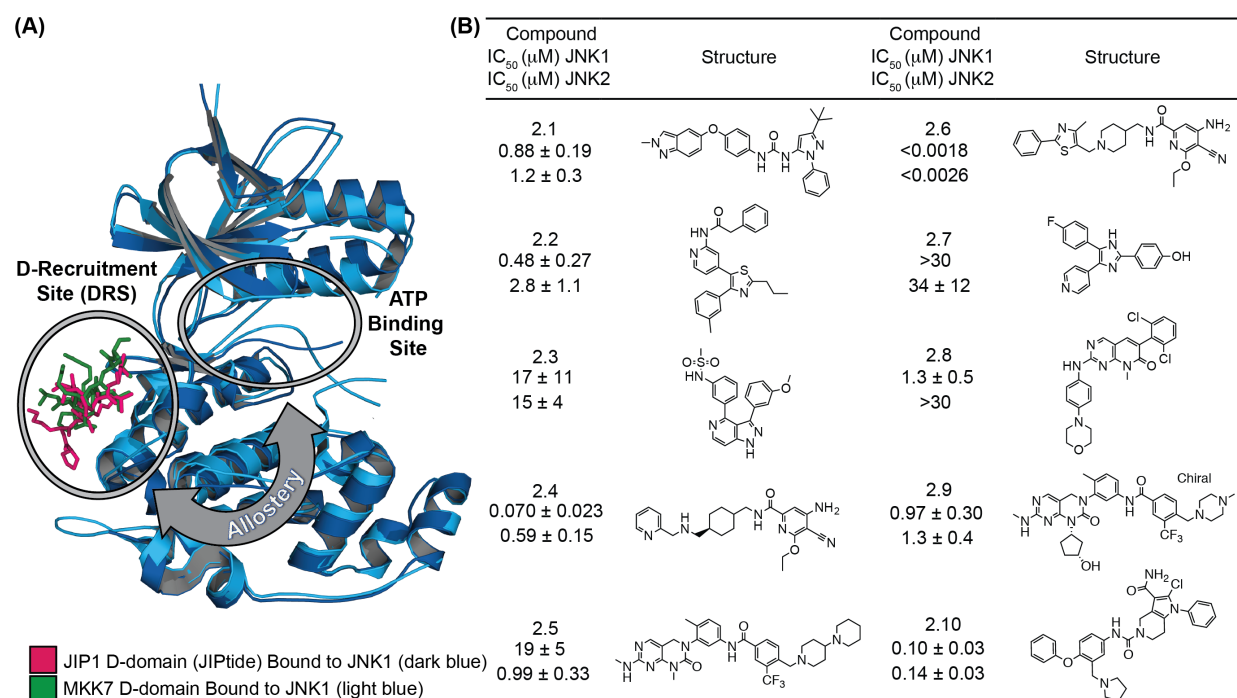 (A)
D-Recruitment
Site (DRS)
ATP
Binding
Site
Allostery
JIP1 D-domain (JIPtide) Bound to JNK1 (dark blue)
MKK7 D-domain Bound to JNK1 (light blue)
(B)
Compound
IC50 (μM) JNK1
IC50 (μM) JNK2
Structure
Compound
IC50 (μM) JNK1
IC50 (μM) JNK2
Structure
2.1
0.88 ± 0.19
1.2 ± 0.3
N
N
O
N
H
O
N
H
N
N
2.6
<0.0018
<0.0026
N
S
N
O
N
H
NH2
N
O
N
2.2
0.48 ± 0.27
2.8 ± 1.1
O
HN
N
S
N
2.7
>30
34 ± 12
F
H
N
N
OH
N
2.3
17 ± 11
15 ± 4
O=S=O
HN
O
N
N
N
H
2.8
1.3 ± 0.5
>30
Cl
Cl
N
N
N
O
NH
N
O
2.4
0.070 ± 0.023
0.59 ± 0.15
N
H
N
O
N
H
NH2
N
O
N
2.9
0.97 ± 0.30
1.3 ± 0.4
Chiral
N
N
N
H
N
N
O
N
H
O
CF3
N
N
OH
2.5
19 ± 5
0.99 ± 0.33
N
N
N
H
N
N
O
N
H
O
CF3
N
N
2.10
0.10 ± 0.03
0.14 ± 0.03
NH2
O
Cl
N
N
O
H
N
O
N